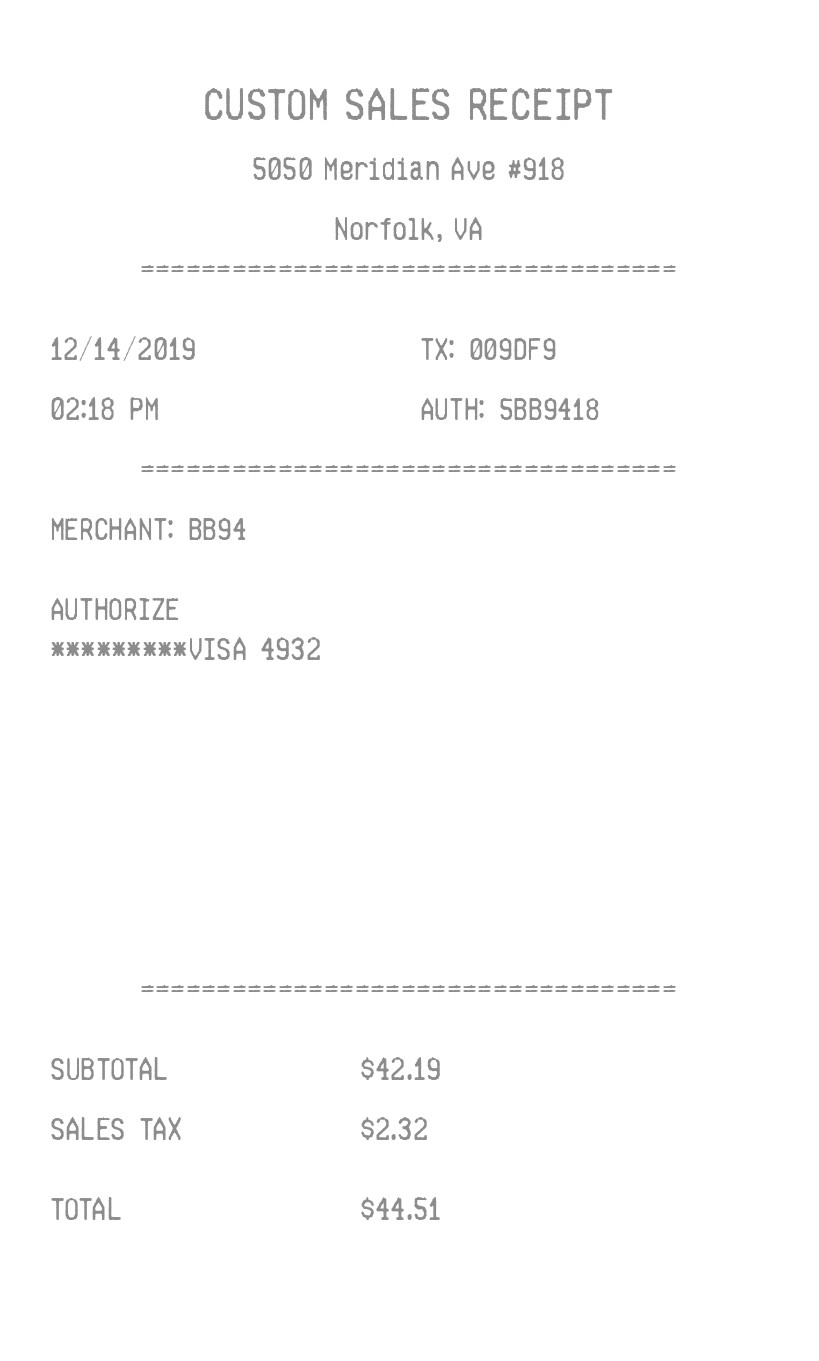 CUSTOM SALES RECEIPT
5050 Meridian Ave #918
Norfolk, VA
===================================
12/14/2019 TX: 009DF9
02:18 PM AUTH: 5BB9418
===================================
MERCHANT: BB94
AUTHORIZE
*********VISA 4932
===================================
SUBTOTAL $42.19
SALES TAX $2.32
TOTAL $44.51